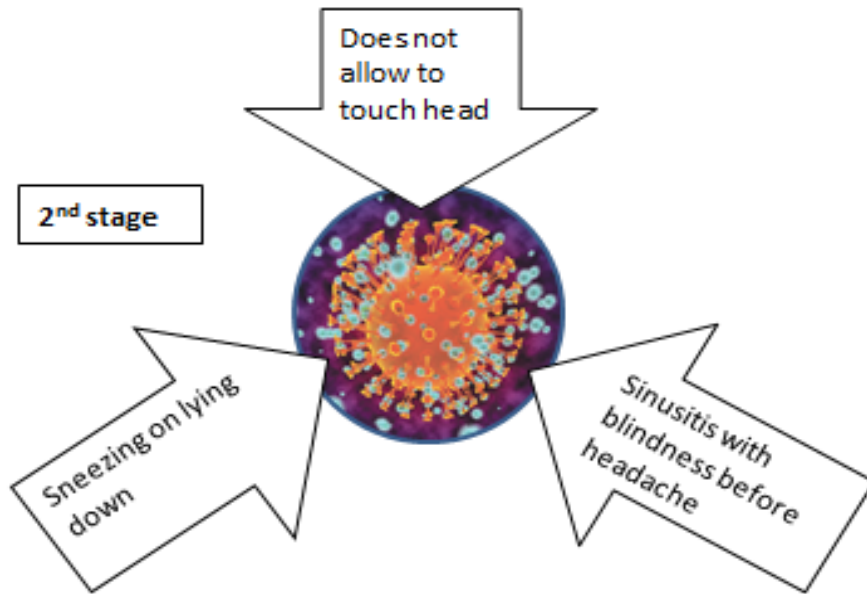 Does not
allow to
touch head
2nd stage
Sneezing on lying
down
Sinusitis with
blindness before
headache